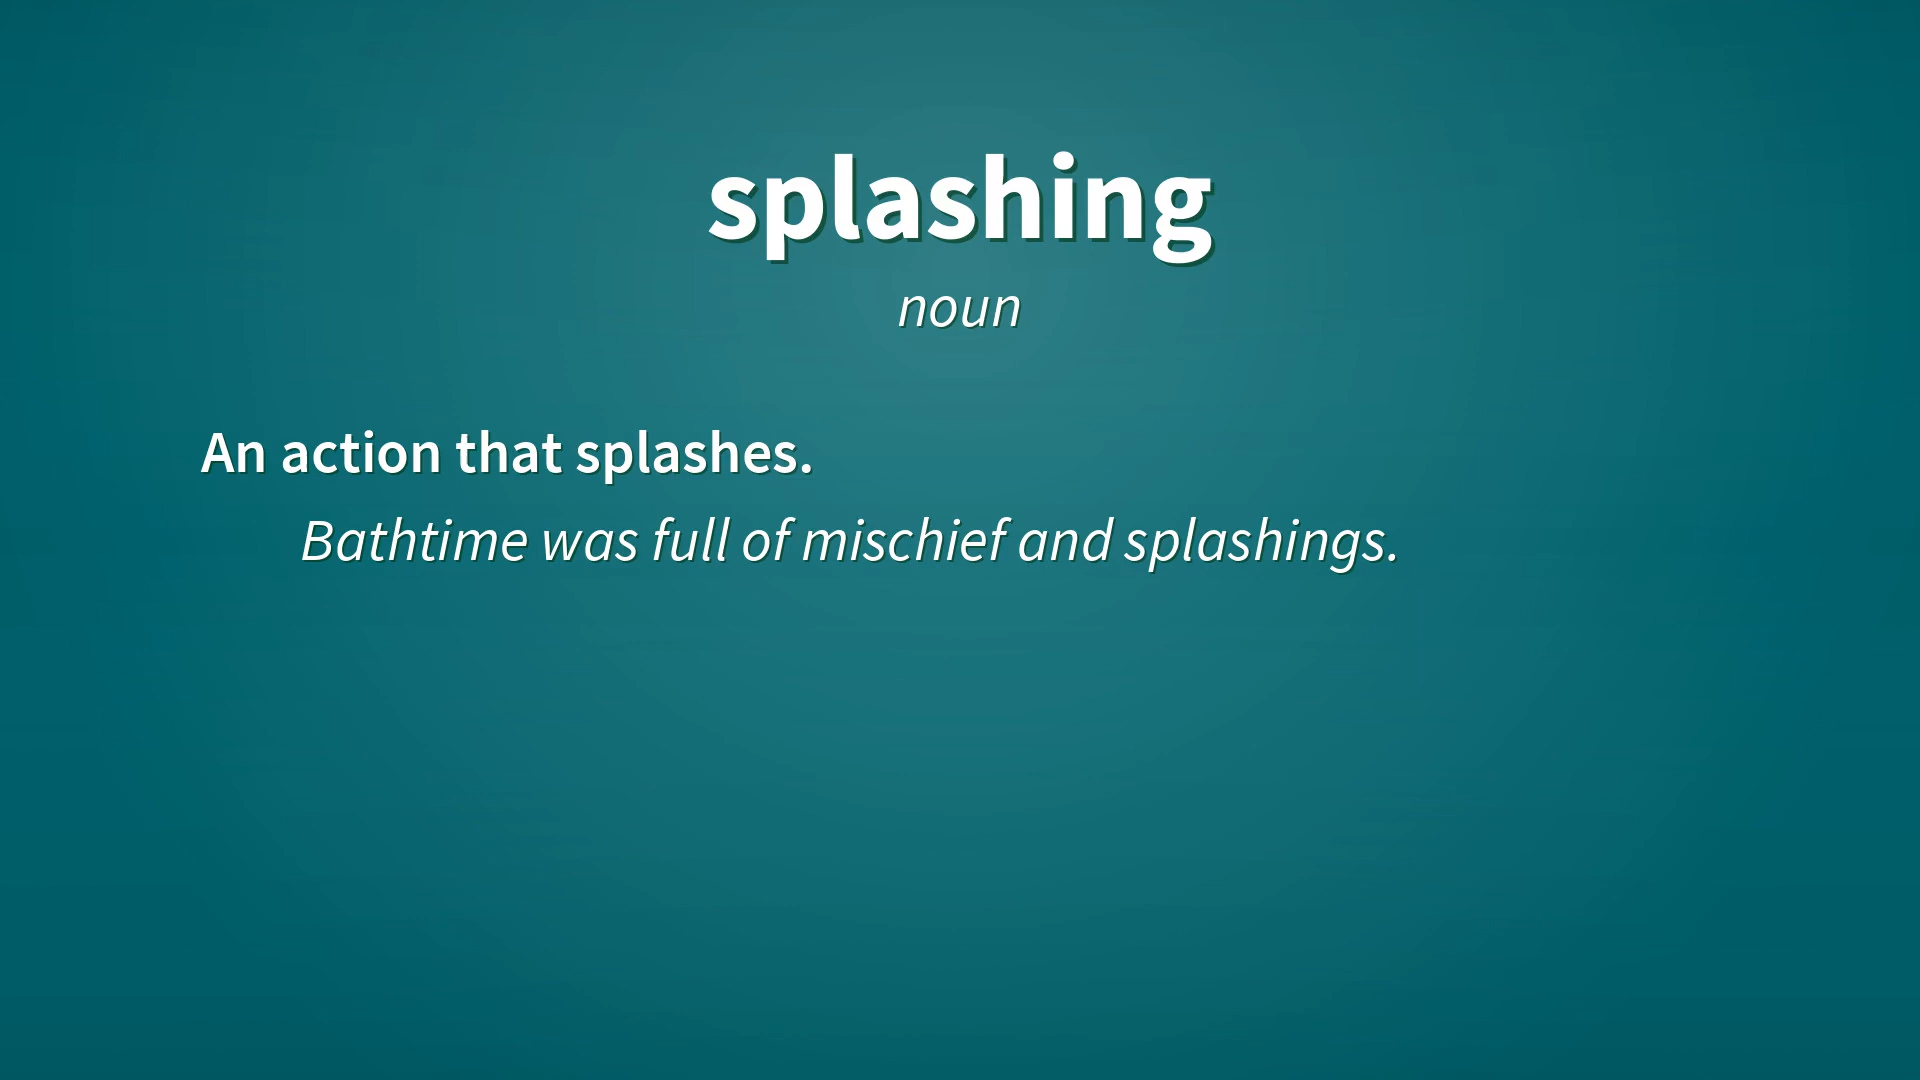 splashing
noun
An action that splashes.
Bathtime was full of mischief and splashings.